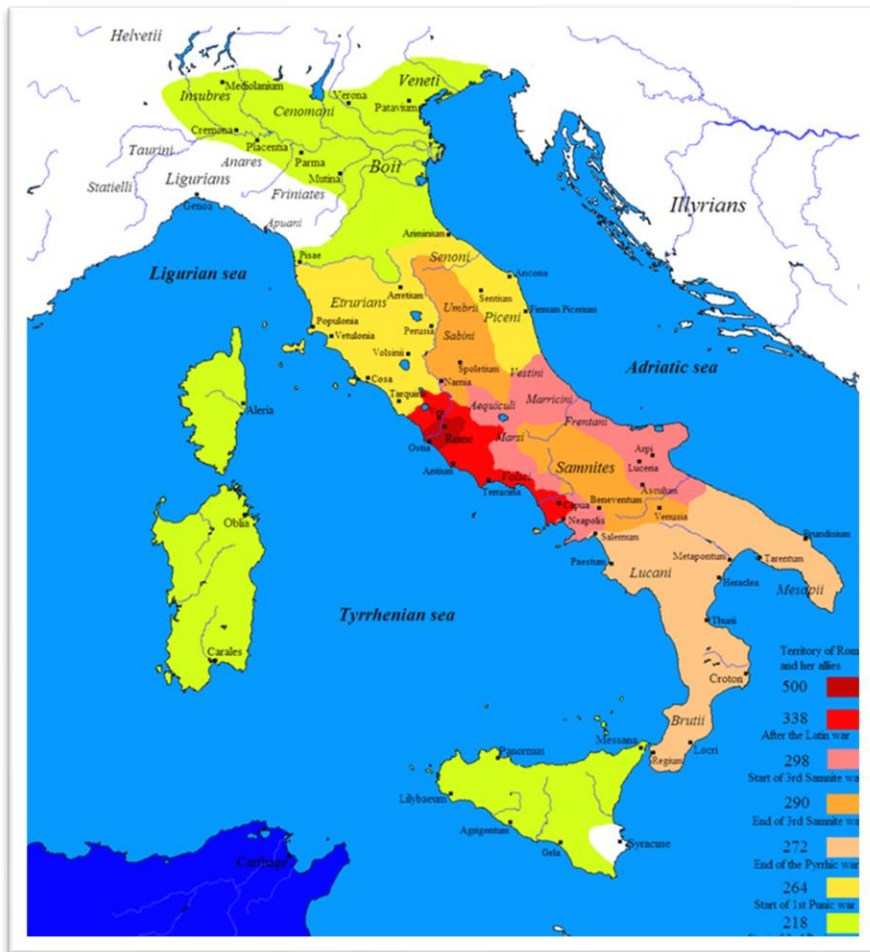 Helvetii
Veneti
Insubres
Mediolanum
Verona
Cenomani
Patavium
Cremona
Placentia
Taurini
Anares
Parma
Boii
Statielli
Ligurians
Mutina
Friniates
Genoa
Apuani
Illyrians
Ariminium
Pisae
Senoni
Ligurian sea
Ancona
Arretium
Sentium
Etrurians
Umbrii
Firmum Picenum
Piceni
Populonia
Perusia
Vetulonia
Sabini
Volsinii
Spoletium
Adriatic sea
Vestini
Cosa
Narnia
Tarquinia
Marricini
Aleria
Aequiculi
Frentani
Rome
Marsi
Ostia
Arpi
Samnites
Luceria
Antium
Volsci
Asculum
Terracina
Capua
Beneventum
Neapolis
Venusia
Oblia
Salernum
Brundisium
Metapontum
Tarentum
Paestum
Lucani
Heraclea
Mesapii
Tyrrhenian sea
Thurii
Carales
Croton
Territory of Rom
and her allies
500
338
After the Latin war
Brutii
Messana
Locri
Panormus
Regium
298
Start of 3rd Samnite wa
Lilybaeum
290
End of 3rd Samnite wa
Agrigentum
Gela
Syracuse
272
End of the Pyrrhic war
Carthage
264
Start of 1st Punic war
218